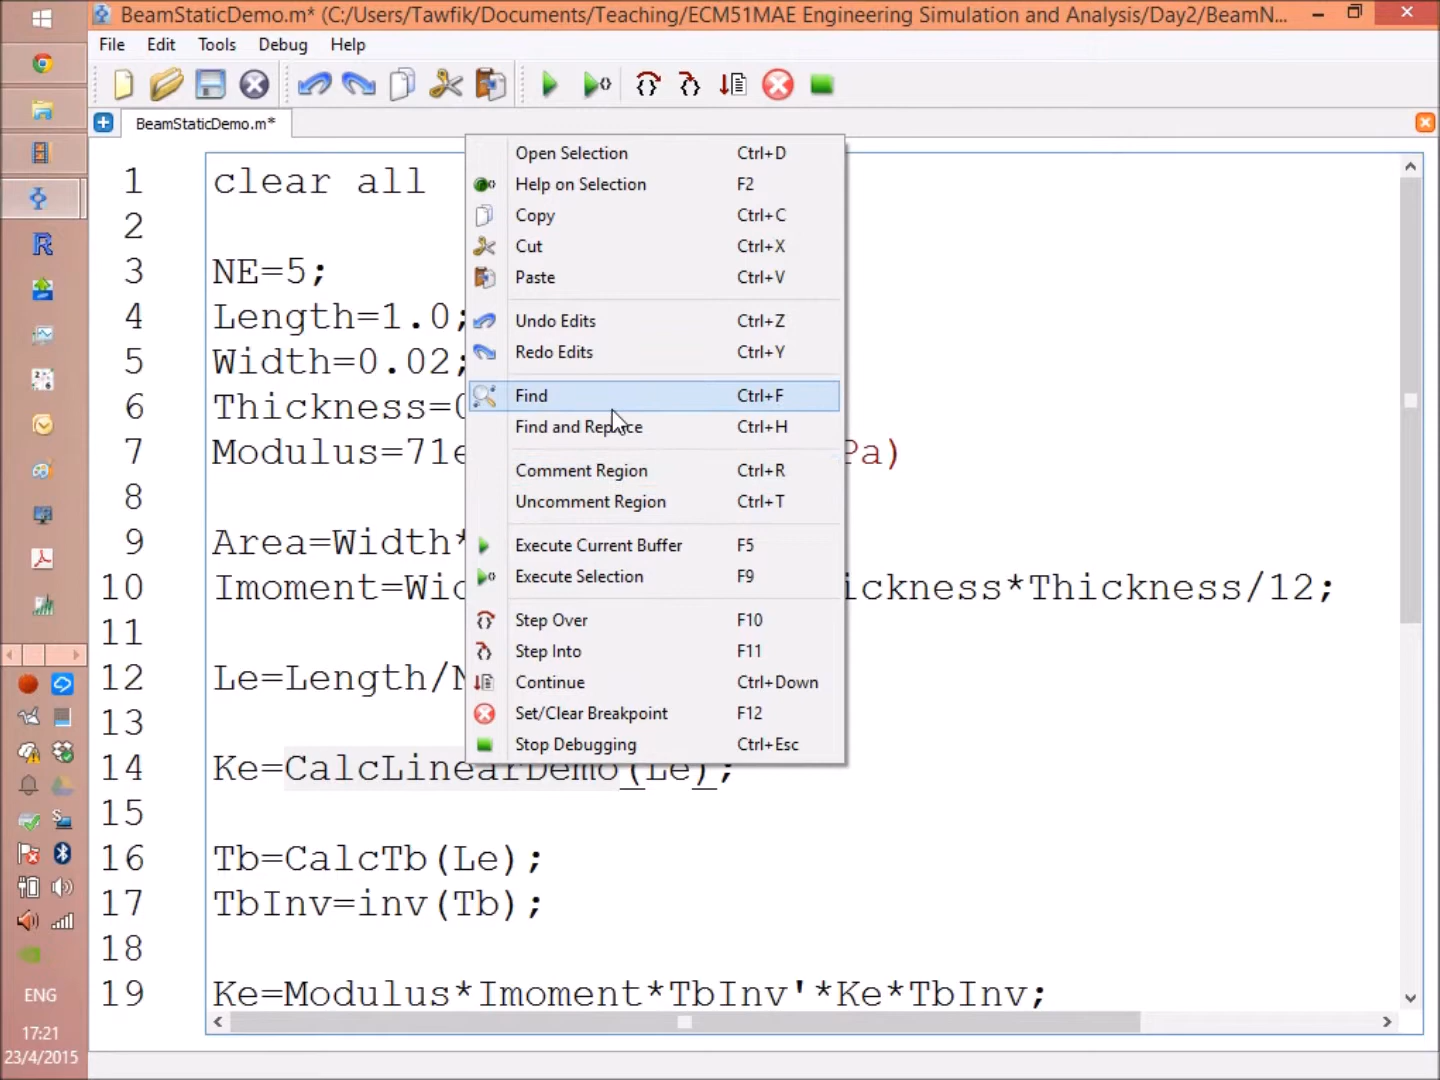 BeamStaticDemo.m* (C:/Users/Tawfik/Documents/Teaching/ECM51MAE Engineering Simulation and Analysis/Day2/BeamN...
File Edit Tools Debug Help
BeamStaticDemo.m*
1 clear all
2
3 NE=5;
4 Length=1.0;
5 Width=0.02;
6 Thickness=0
7 Modulus=71e Pa)
8
9 Area=Width*
10 Imoment=Wid ickness*Thickness/12;
11
12 Le=Length/N
13
14 Ke=CalcLinearDemo(Le);
15
16 Tb=CalcTb(Le);
17 TbInv=inv(Tb);
18
19 Ke=Modulus*Imoment*TbInv'*Ke*TbInv;
Open Selection Ctrl+D
Help on Selection F2
Copy Ctrl+C
Cut Ctrl+X
Paste Ctrl+V
Undo Edits Ctrl+Z
Redo Edits Ctrl+Y
Find Ctrl+F
Find and Replace Ctrl+H
Comment Region Ctrl+R
Uncomment Region Ctrl+T
Execute Current Buffer F5
Execute Selection F9
Step Over F10
Step Into F11
Continue Ctrl+Down
Set/Clear Breakpoint F12
Stop Debugging Ctrl+Esc
ENG
17:21
23/4/2015